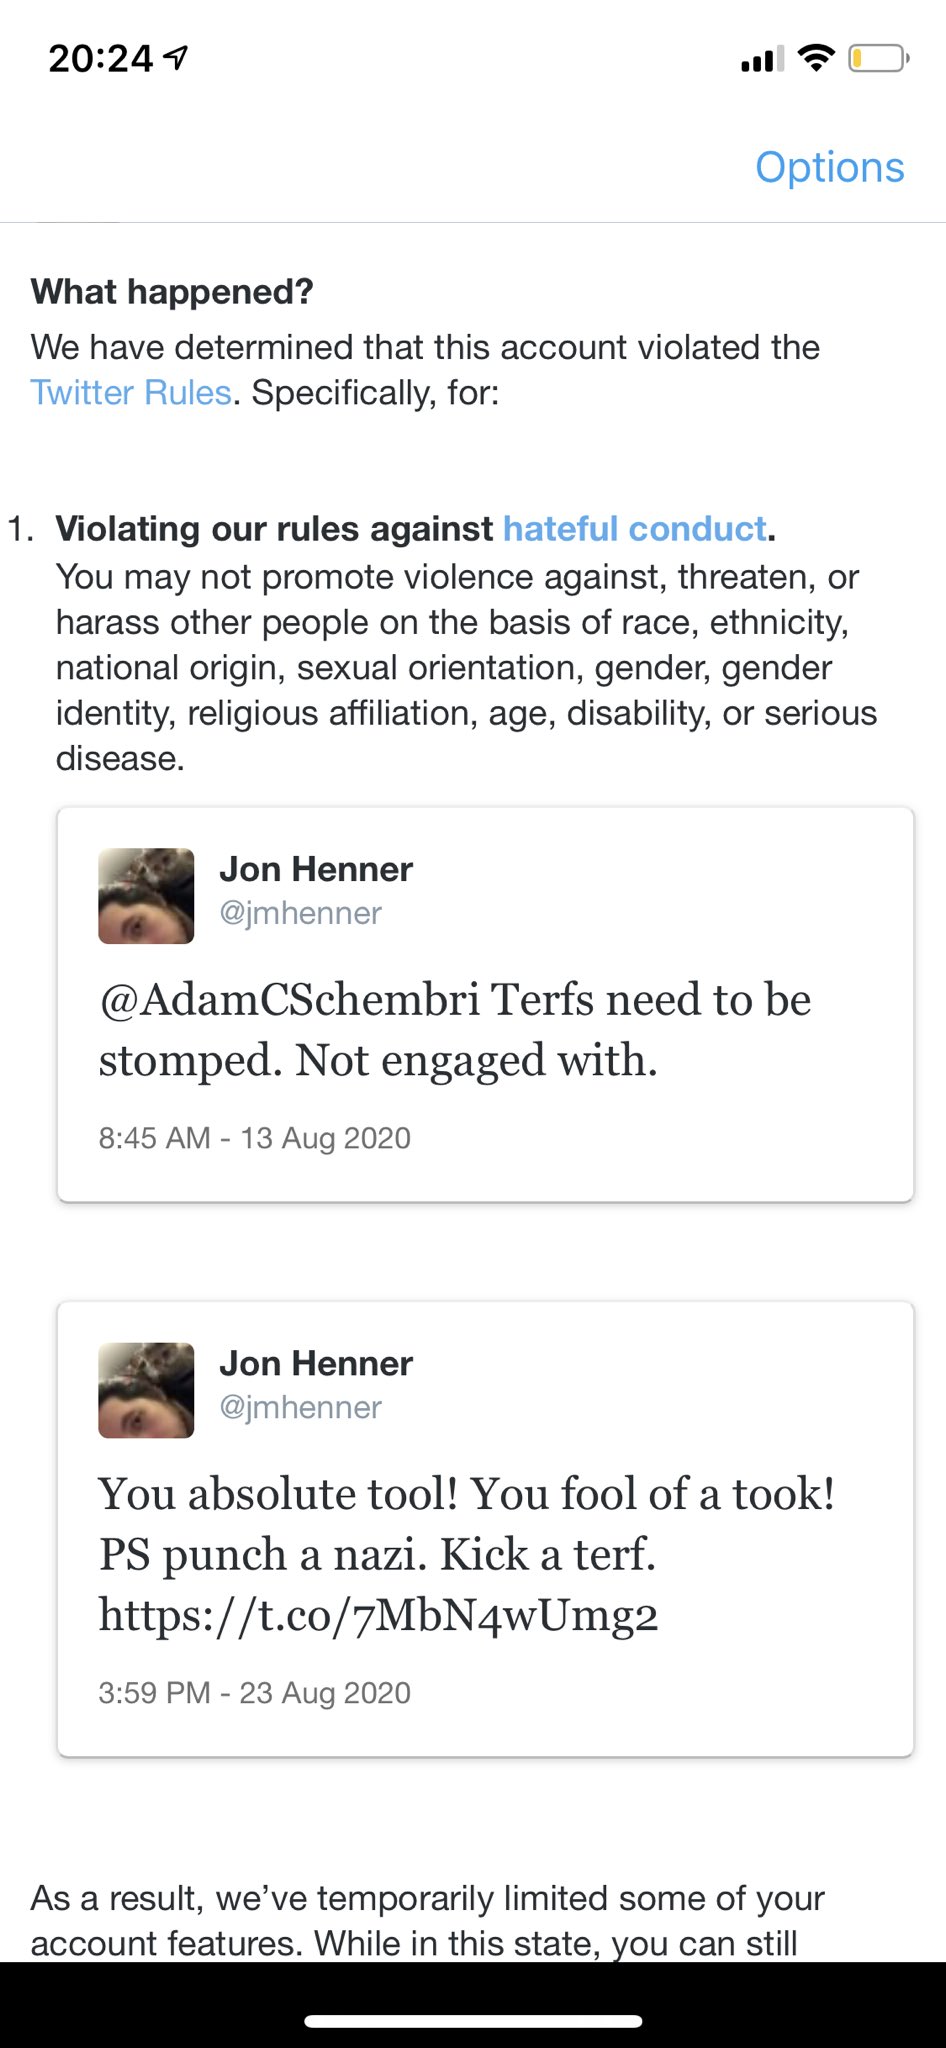 20:24
Options
What happened?
We have determined that this account violated the
Twitter Rules. Specifically, for:
1. Violating our rules against hateful conduct.
You may not promote violence against, threaten, or
harass other people on the basis of race, ethnicity,
national origin, sexual orientation, gender, gender
identity, religious affiliation, age, disability, or serious
disease.
Jon Henner
@jmhenner
@AdamCSchembri Terfs need to be
stomped. Not engaged with.
8:45 AM - 13 Aug 2020
Jon Henner
@jmhenner
You absolute tool! You fool of a took!
PS punch a nazi. Kick a terf.
https://t.co/7MbN4wUmg2
3:59 PM - 23 Aug 2020
As a result, we’ve temporarily limited some of your
account features. While in this state, you can still